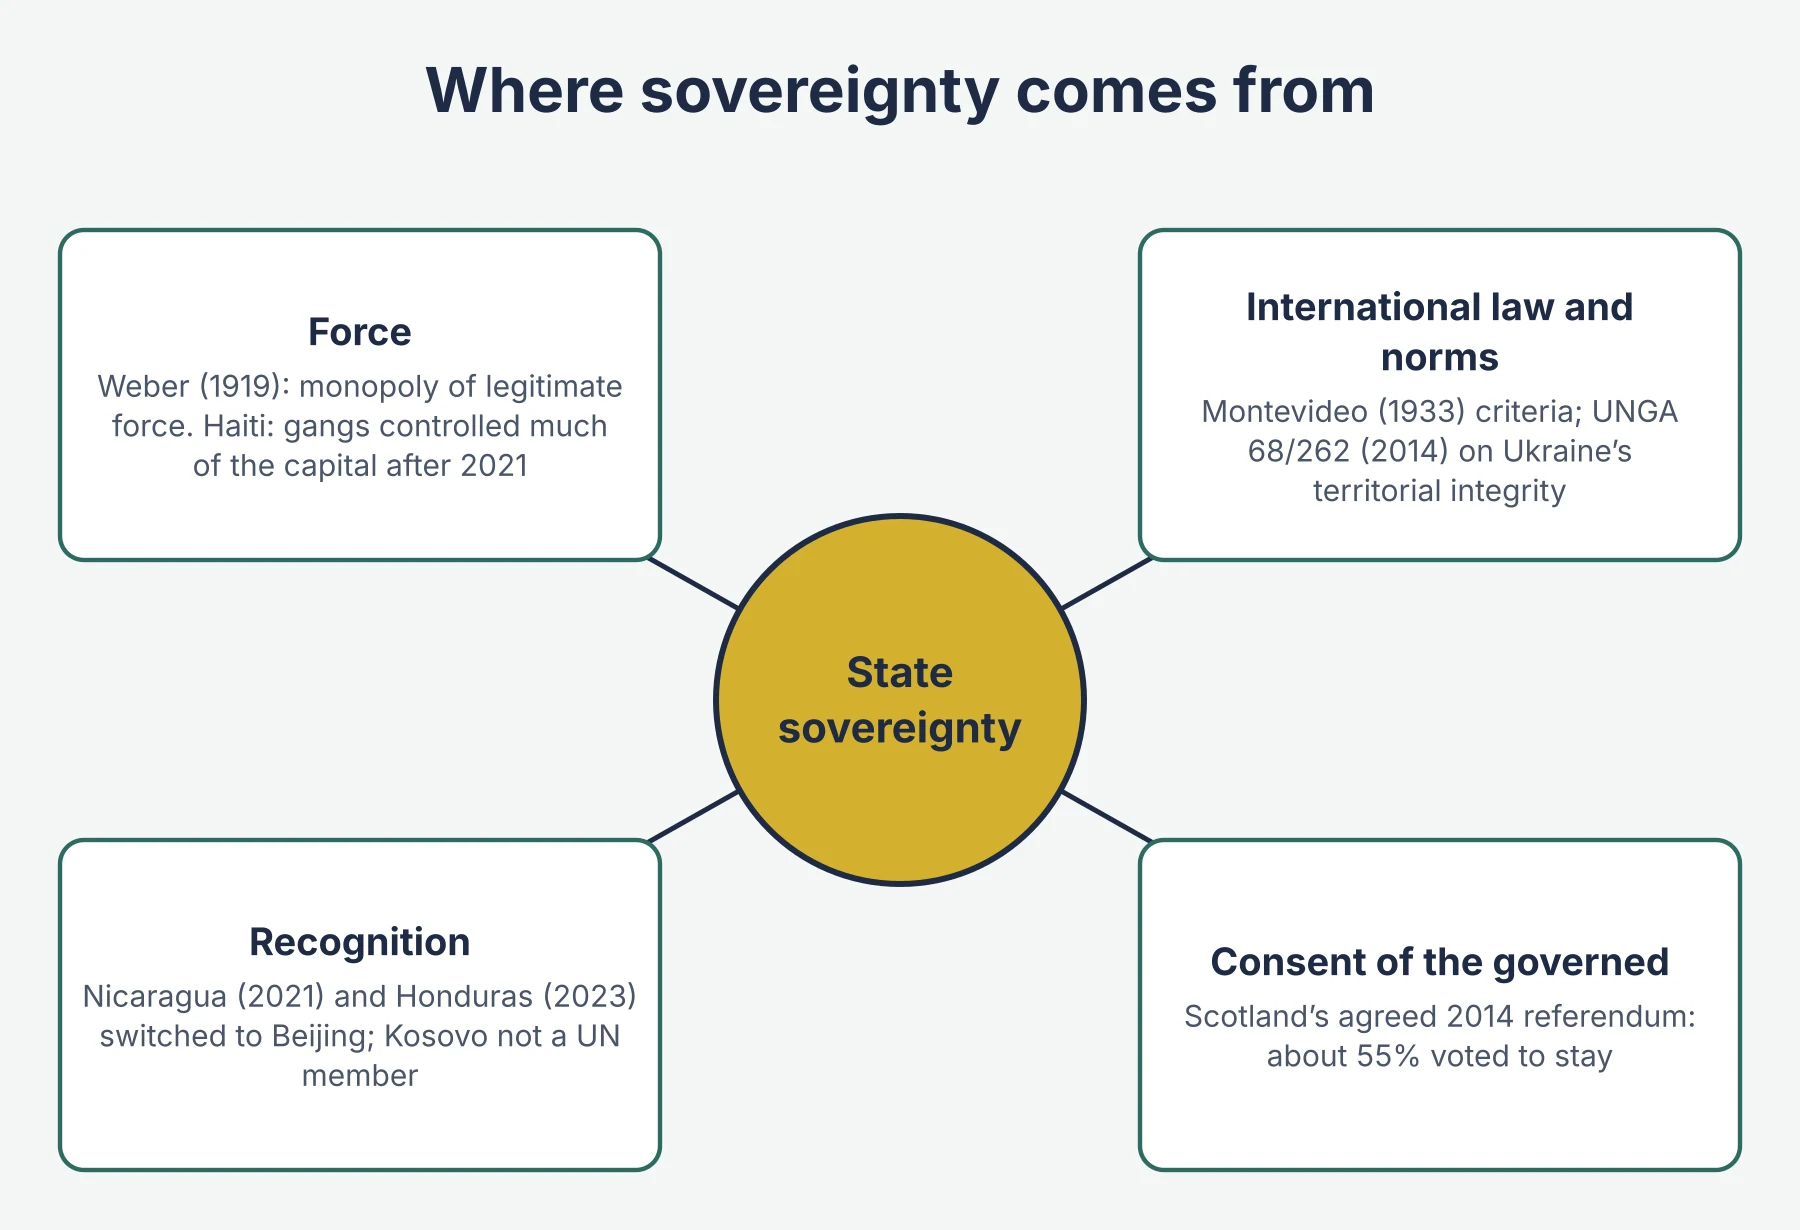 Where sovereignty comes from
Force
Weber (1919): monopoly of legitimate
force. Haiti: gangs controlled much
of the capital after 2021
International law and
norms
Montevideo (1933) criteria; UNGA
68/262 (2014) on Ukraine’s
territorial integrity
State
sovereignty
Recognition
Nicaragua (2021) and Honduras (2023)
switched to Beijing; Kosovo not a UN
member
Consent of the governed
Scotland’s agreed 2014 referendum:
about 55% voted to stay